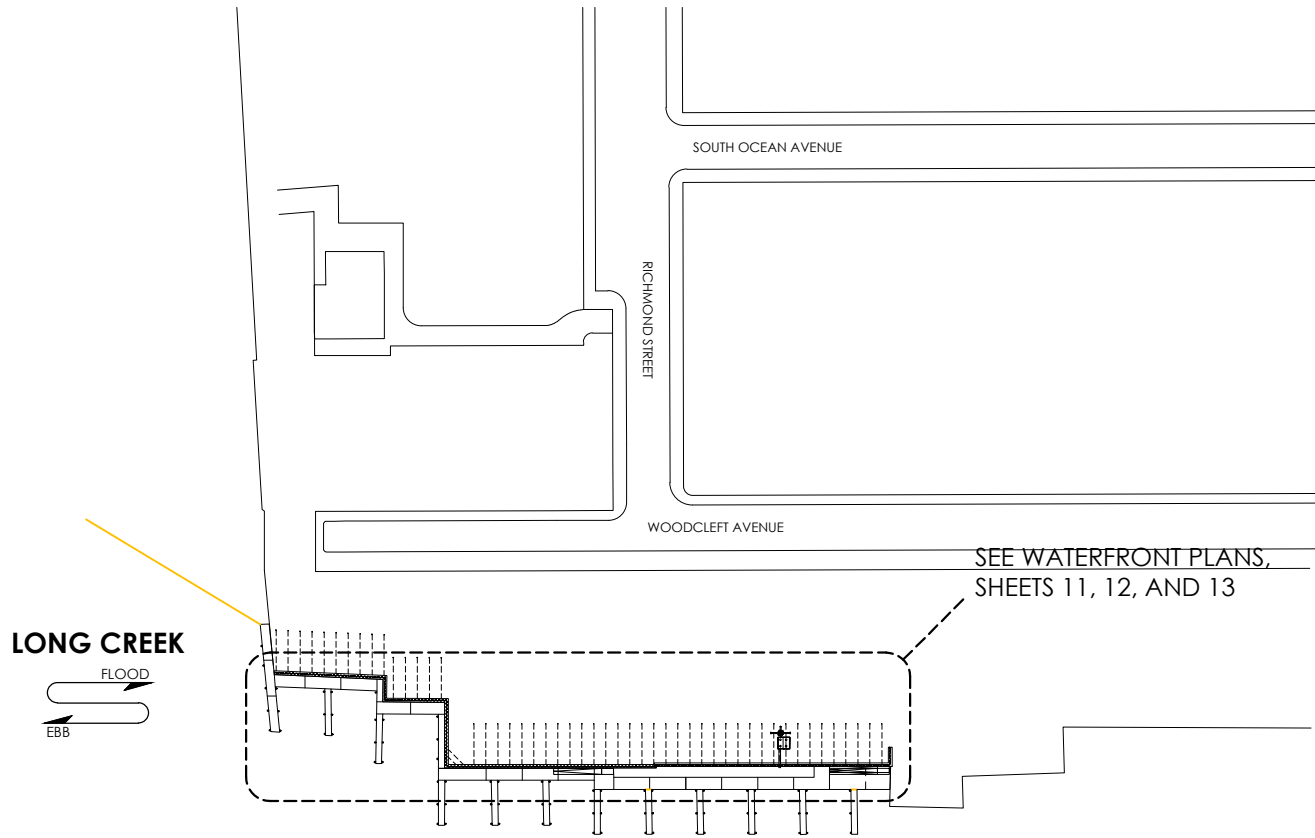 SOUTH OCEAN AVENUE
RICHMOND STREET
WOODCLEFT AVENUE
SEE WATERFRONT PLANS,
SHEETS 11, 12, AND 13
LONG CREEK
FLOOD
EBB